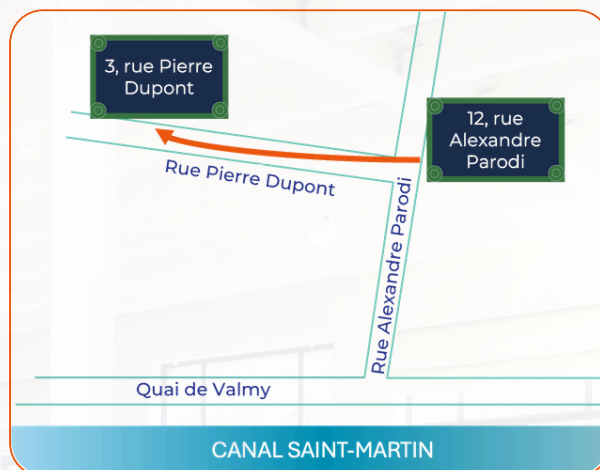 3, rue Pierre
Dupont
12, rue
Alexandre
Parodi
Rue Pierre Dupont
Rue Alexandre Parodi
Quai de Valmy
CANAL SAINT-MARTIN